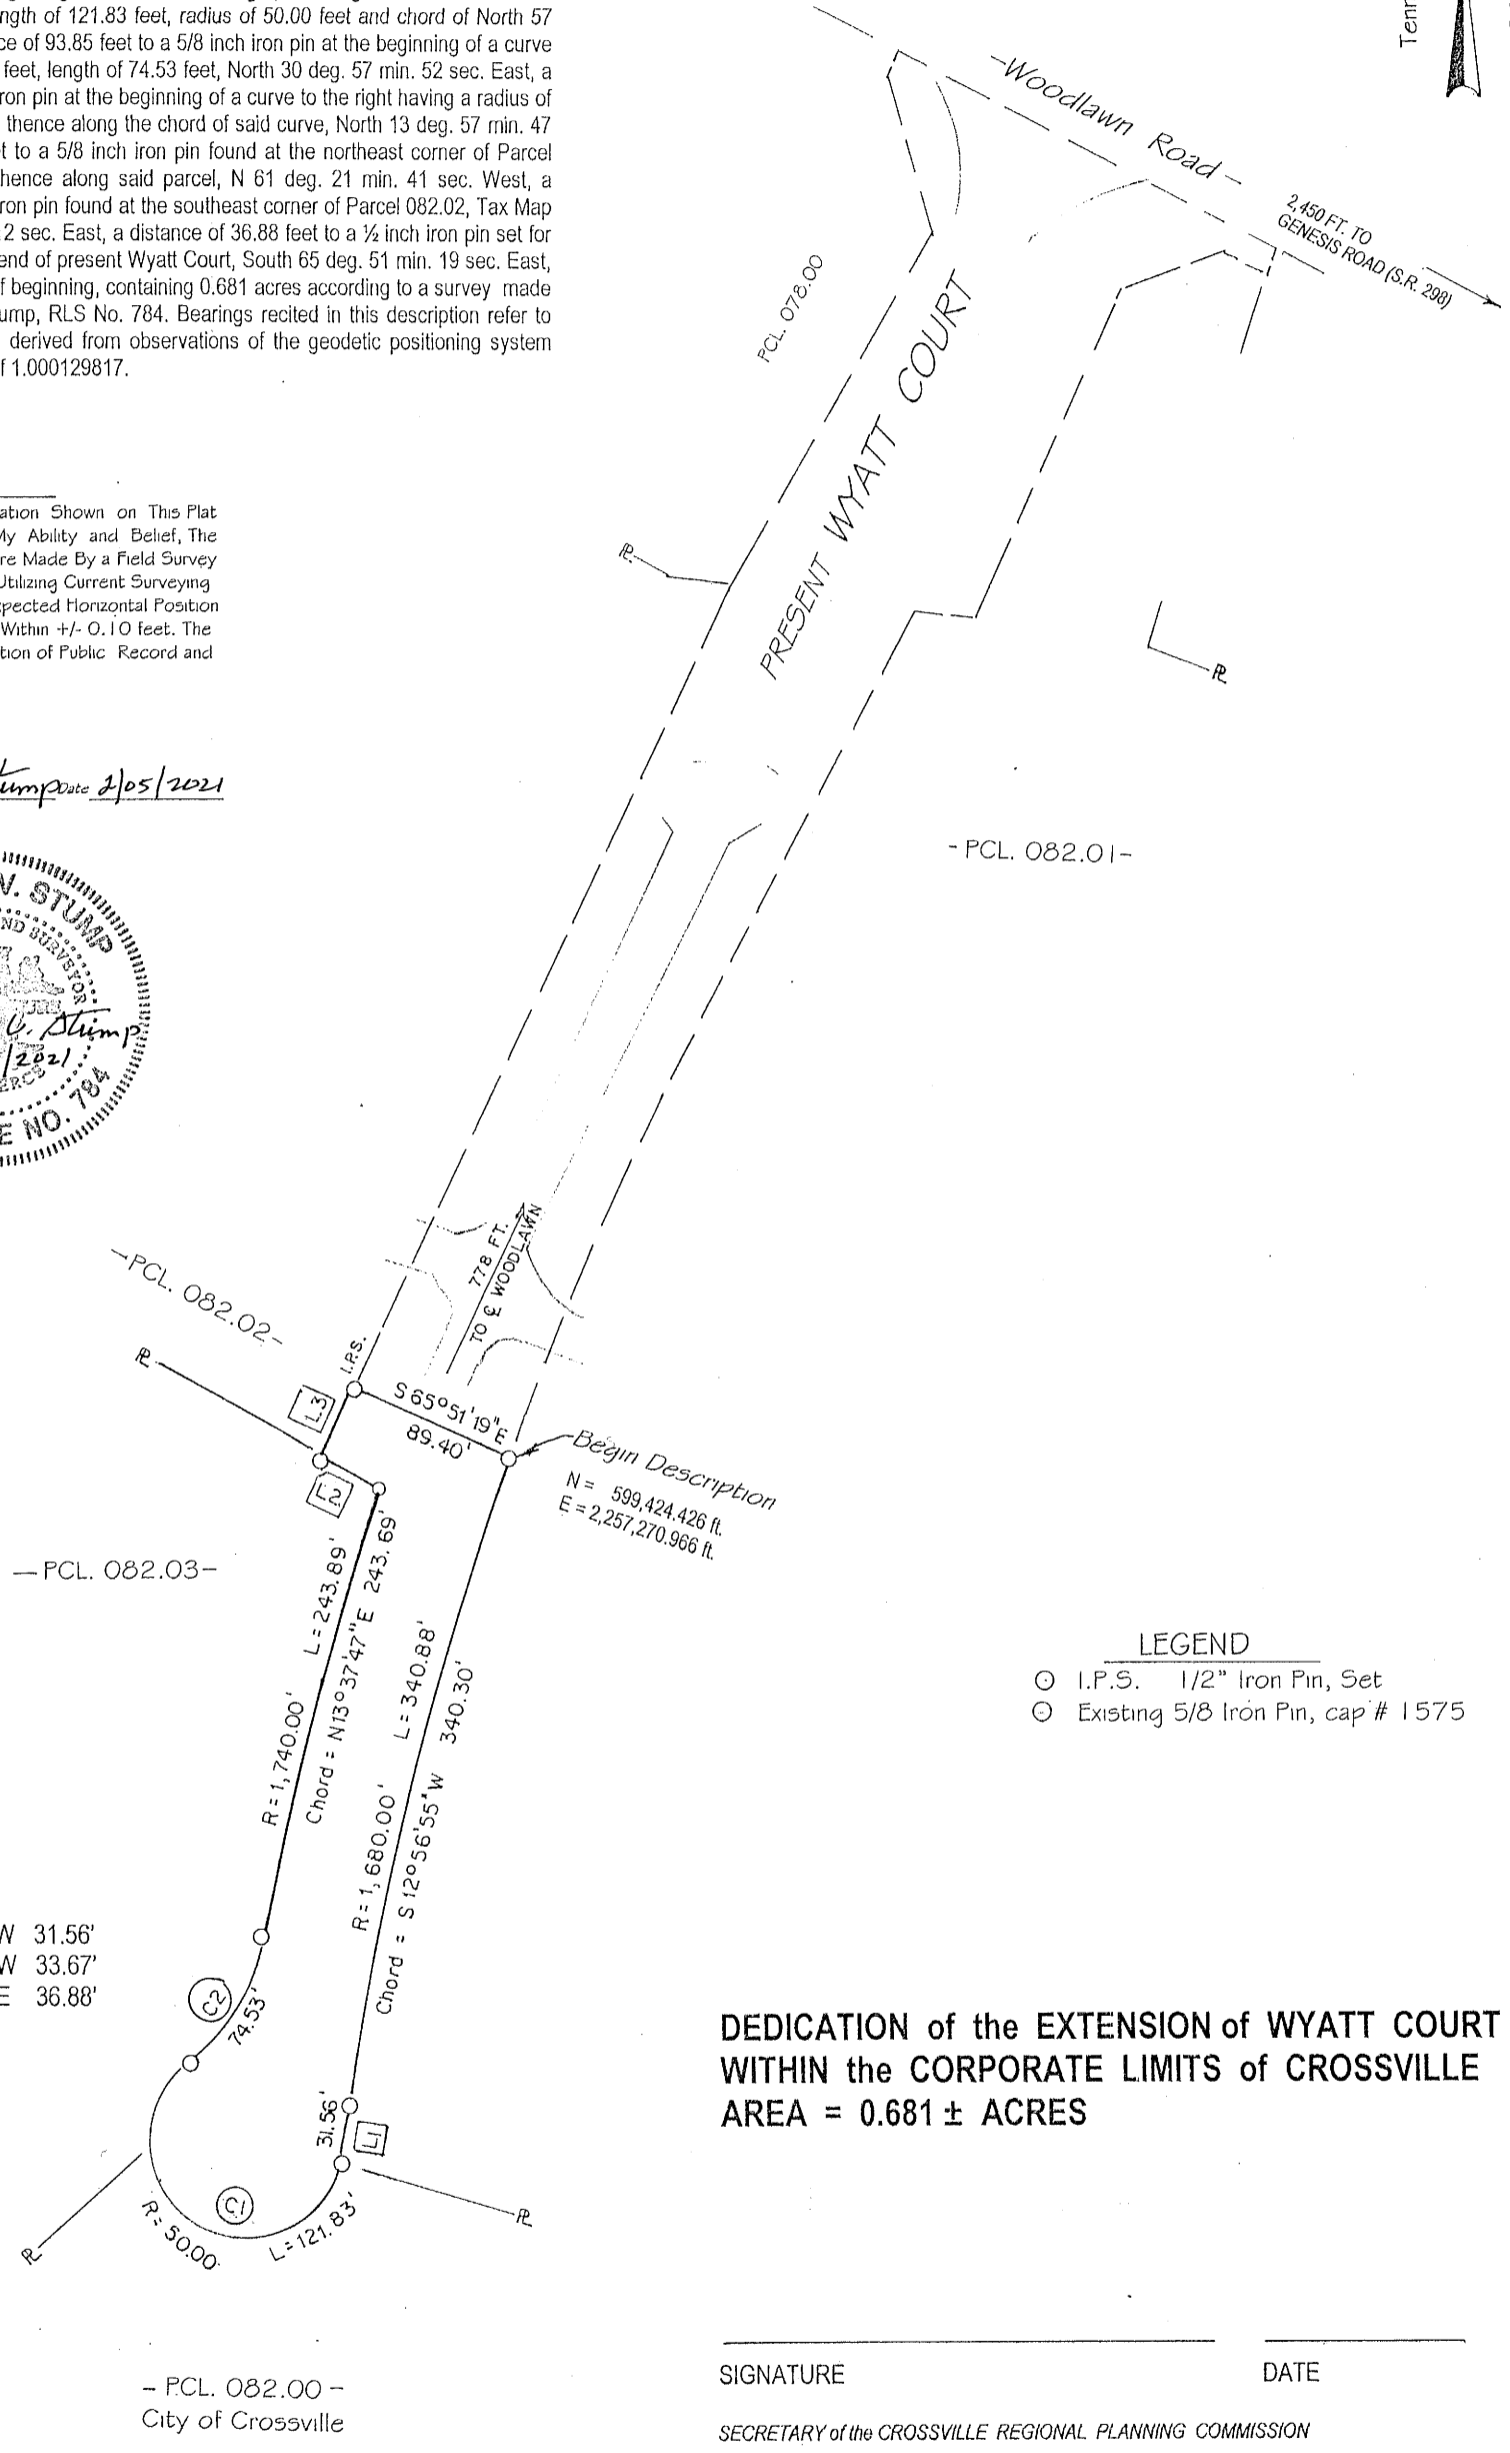 ngth of 121.83 feet, radius of 50.00 feet and chord of North 57
ce of 93.85 feet to a 5/8 inch iron pin at the beginning of a curve
feet, length of 74.53 feet, North 30 deg. 57 min. 52 sec. East, a
ron pin at the beginning of a curve to the right having a radius of
thence along the chord of said curve, North 13 deg. 57 min. 47
t to a 5/8 inch iron pin found at the northeast corner of Parcel
hence along said parcel, N 61 deg. 21 min. 41 sec. West, a
ron pin found at the southeast corner of Parcel 082.02, Tax Map
2 sec. East, a distance of 36.88 feet to a ½ inch iron pin set for
end of present Wyatt Court, South 65 deg. 51 min. 19 sec. East,
f beginning, containing 0.681 acres according to a survey made
ump, RLS No. 784. Bearings recited in this description refer to
derived from observations of the geodetic positioning system
f 1.000129817.
Tenn
-Woodlawn Road-
2,450 FT. TO
GENESIS ROAD (S.R. 298)
PCL. 078.00
PRESENT WYATT COURT
ation Shown on This Plat
My Ability and Belief, The
re Made By a Field Survey
Utilizing Current Surveying
pected Horizontal Position
Within +/- 0.10 feet. The
tion of Public Record and
PL
PL
ump Date 2/05/2021
-PCL. 082.01-
V. STUMP
ND SURVEYOR
C. Stump
/2021
E NO. 784
778 FT.
TO CL WOODLAWN
-PCL. 082.02-
PL
I.P.S.
L3
S 65°51'19"E
89.40'
Begin Description
N = 599,424.426 ft.
E = 2,257,270.966 ft.
L2
-PCL. 082.03-
R = 1,740.00' L = 243.89'
Chord = N13°37'47"E 243.69'
R = 1,680.00' L = 340.88'
Chord = S 12°56'55"W 340.30'
LEGEND
I.P.S. 1/2" Iron Pin, Set
Existing 5/8 Iron Pin, cap # 1575
W 31.56'
W 33.67'
E 36.88'
C2
74.53'
31.56'
L1
C1
R = 50.00
L = 121.83'
PL
PL
DEDICATION of the EXTENSION of WYATT COURT
WITHIN the CORPORATE LIMITS of CROSSVILLE
AREA = 0.681 ± ACRES
- PCL. 082.00 -
City of Crossville
SIGNATURE
DATE
SECRETARY of the CROSSVILLE REGIONAL PLANNING COMMISSION